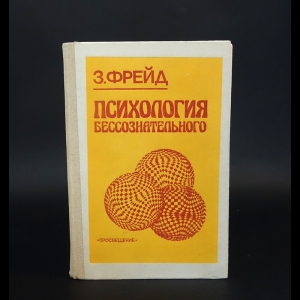 З.ФРЕЙД
ПСИХОЛОГИЯ
БЕССОЗНАТЕЛЬНОГО
«ПРОСВЕЩЕНИЕ»